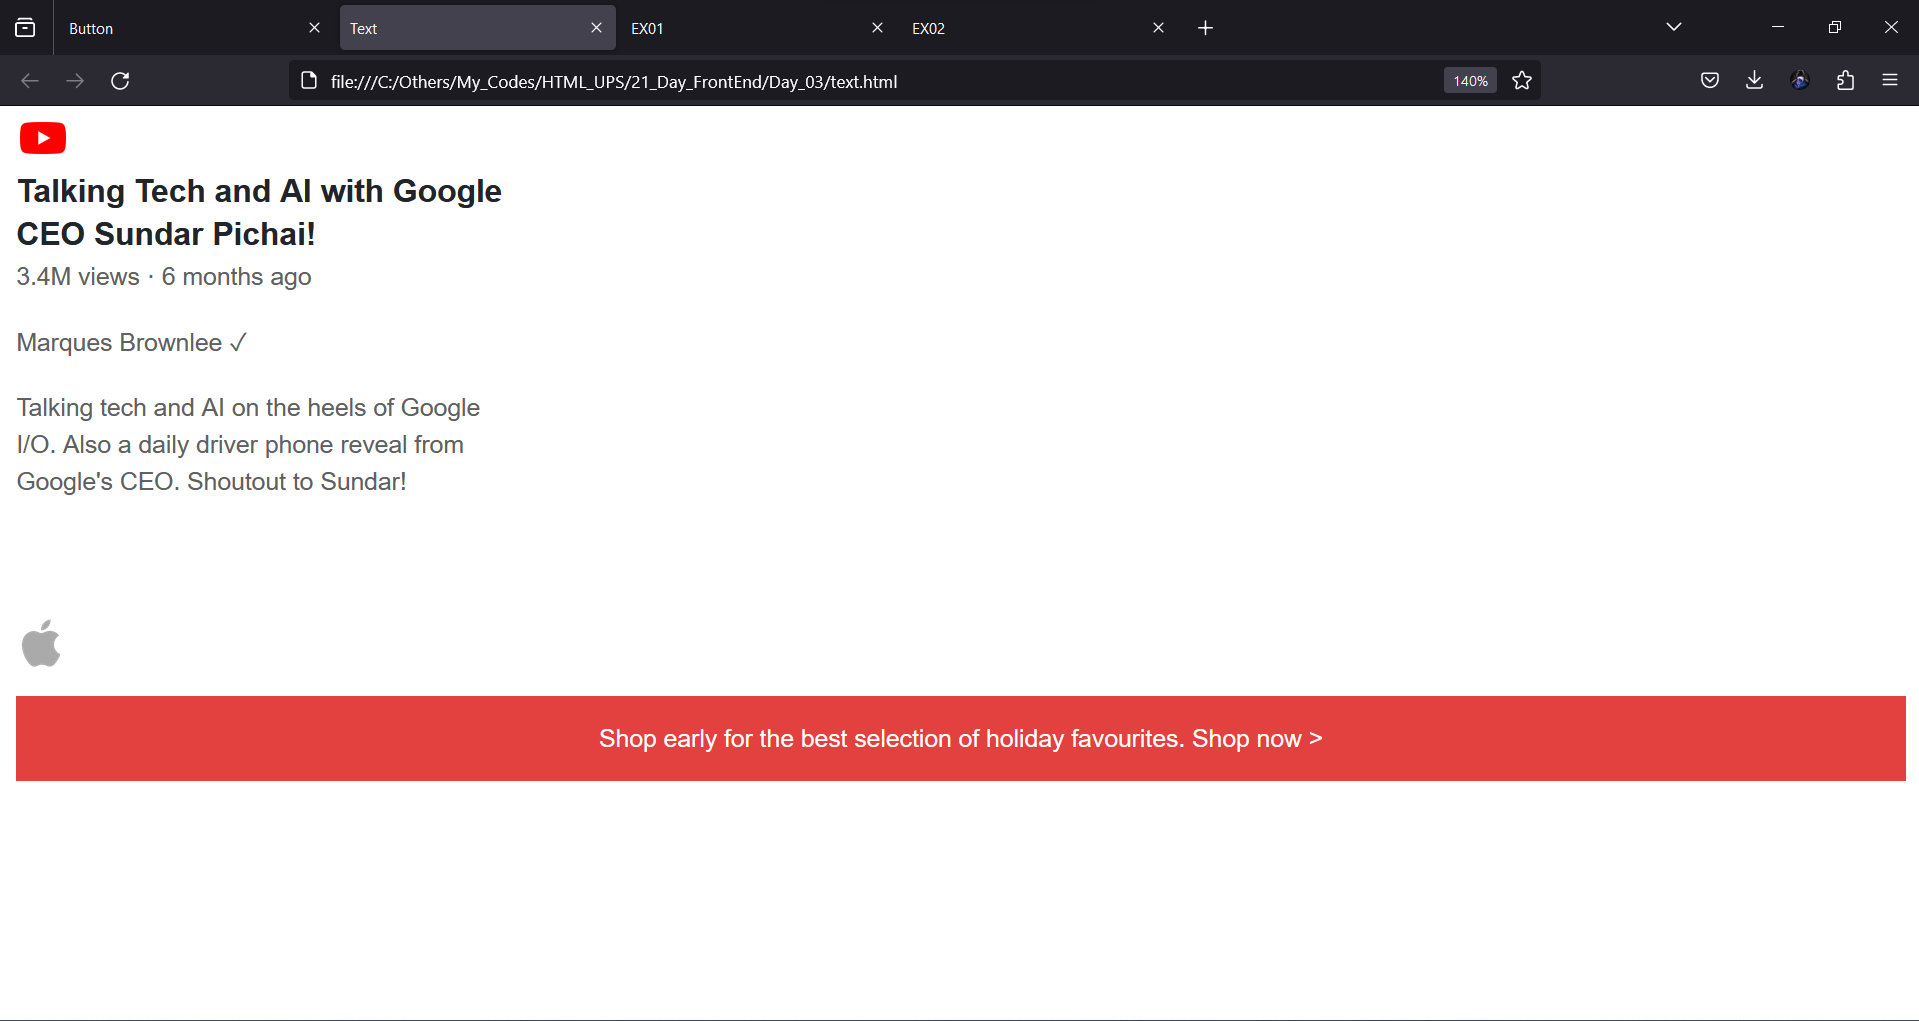 Button
Text
EX01
EX02
file:///C:/Others/My_Codes/HTML_UPS/21_Day_FrontEnd/Day_03/text.html
140%
Talking Tech and AI with Google
CEO Sundar Pichai!
3.4M views · 6 months ago
Marques Brownlee ✓
Talking tech and AI on the heels of Google
I/O. Also a daily driver phone reveal from
Google's CEO. Shoutout to Sundar!
Shop early for the best selection of holiday favourites. Shop now >